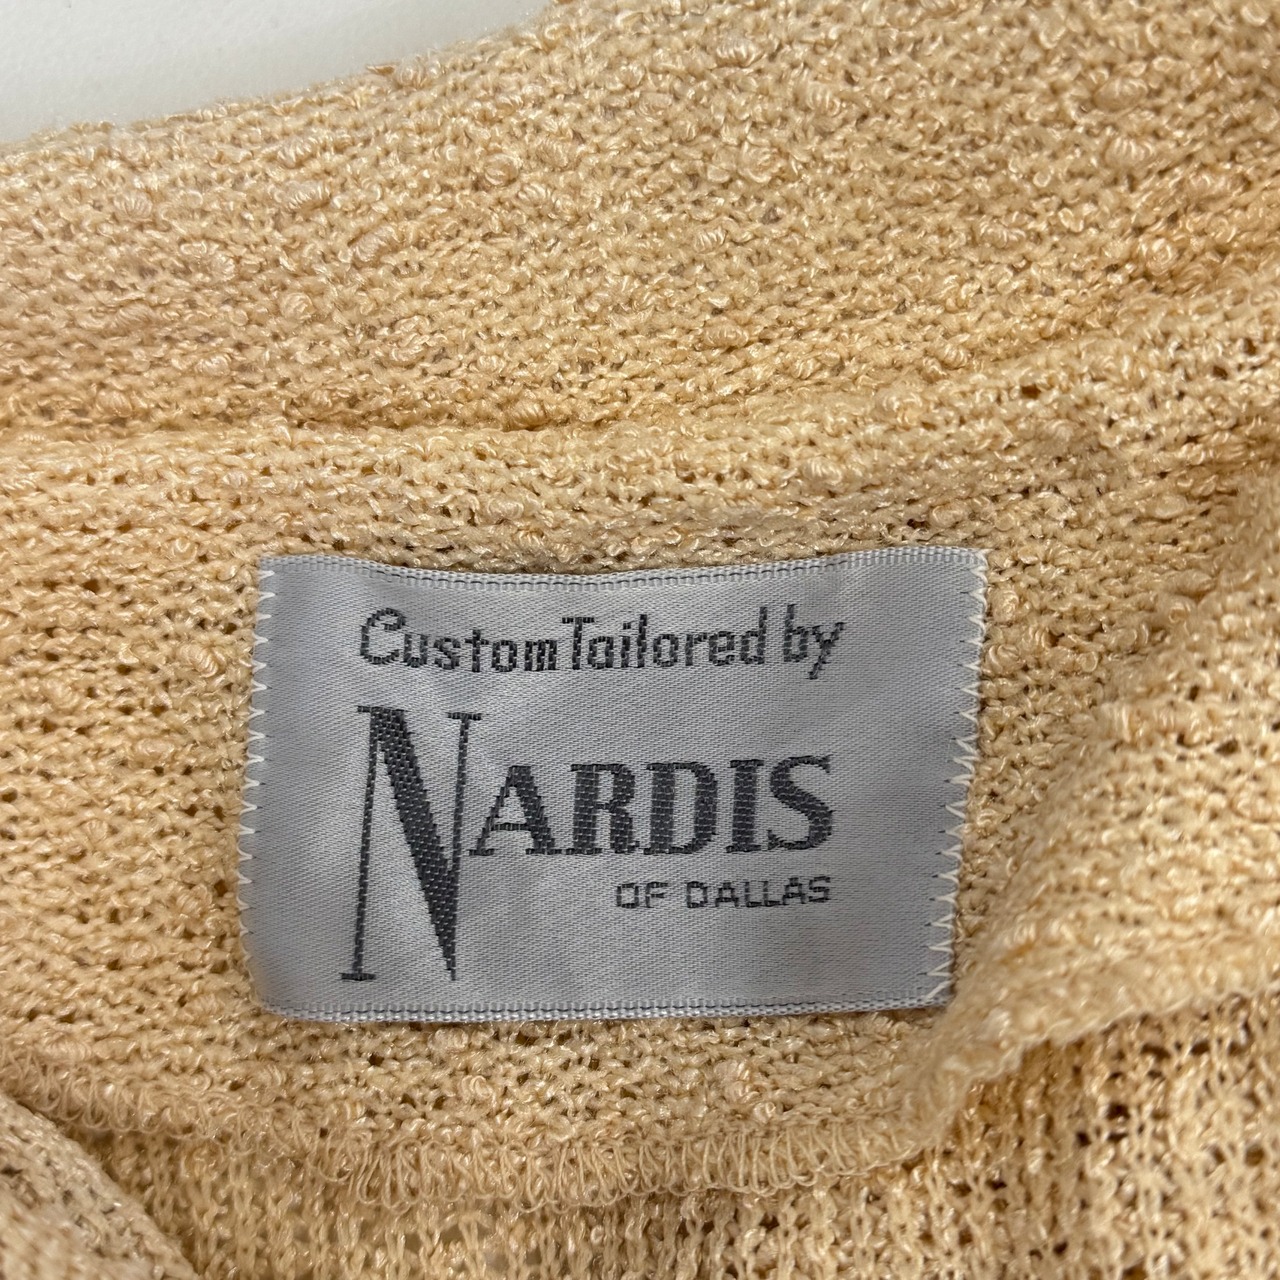 Custom Tailored by
NARDIS
OF DALLAS